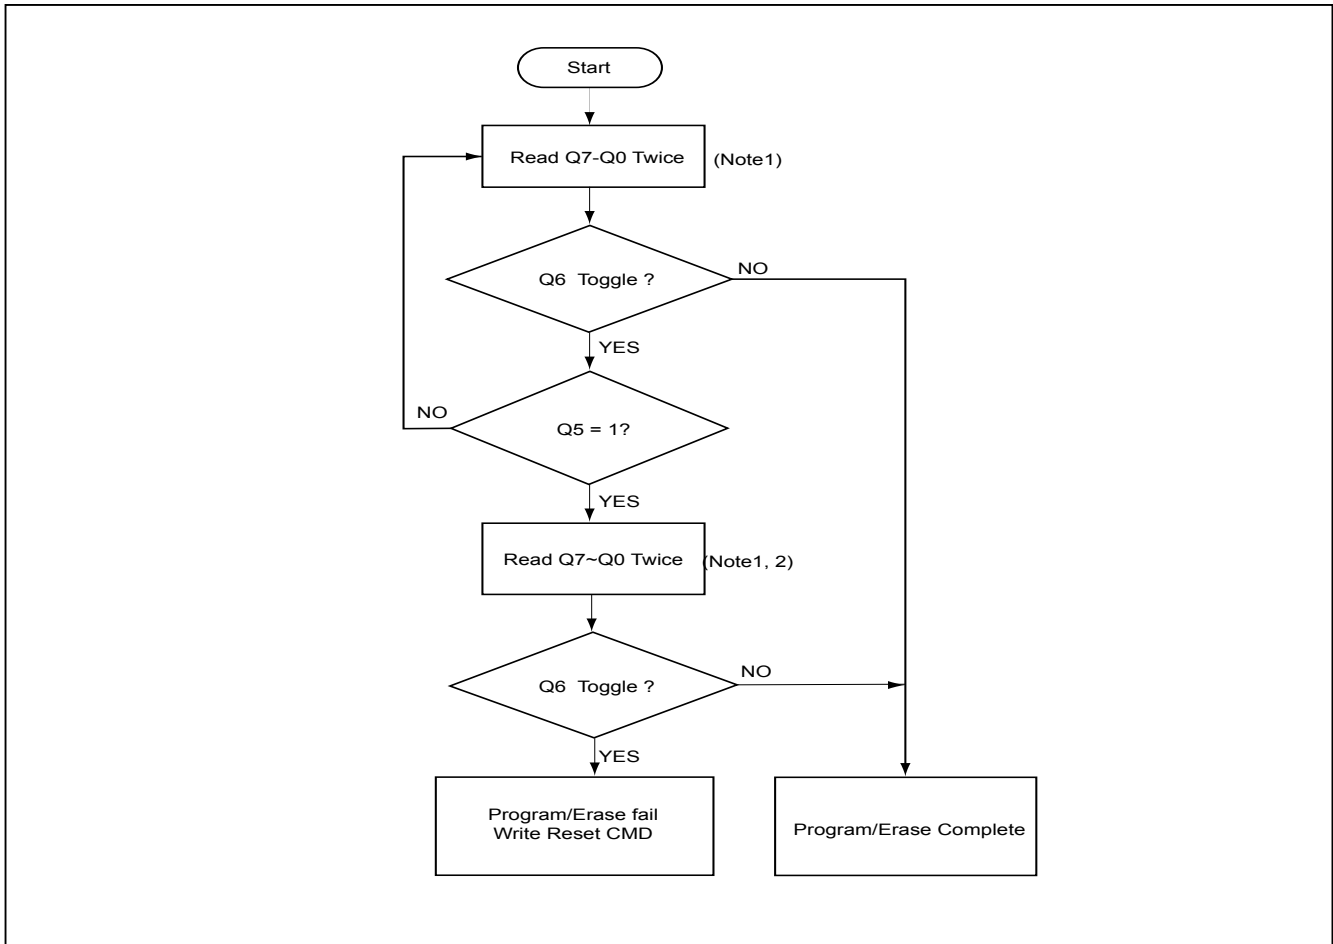 Start
Read Q7-Q0 Twice
(Note1)
Q6 Toggle ?
NO
YES
NO
Q5 = 1?
YES
Read Q7~Q0 Twice
(Note1, 2)
NO
Q6 Toggle ?
YES
Program/Erase fail
Write Reset CMD
Program/Erase Complete